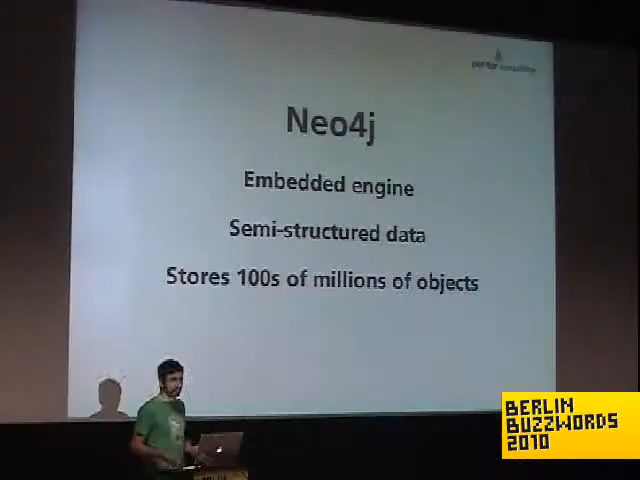 Neo4j
Embedded engine
Semi-structured data
Stores 100s of millions of objects
BERLIN
BUZZWORDS
2010